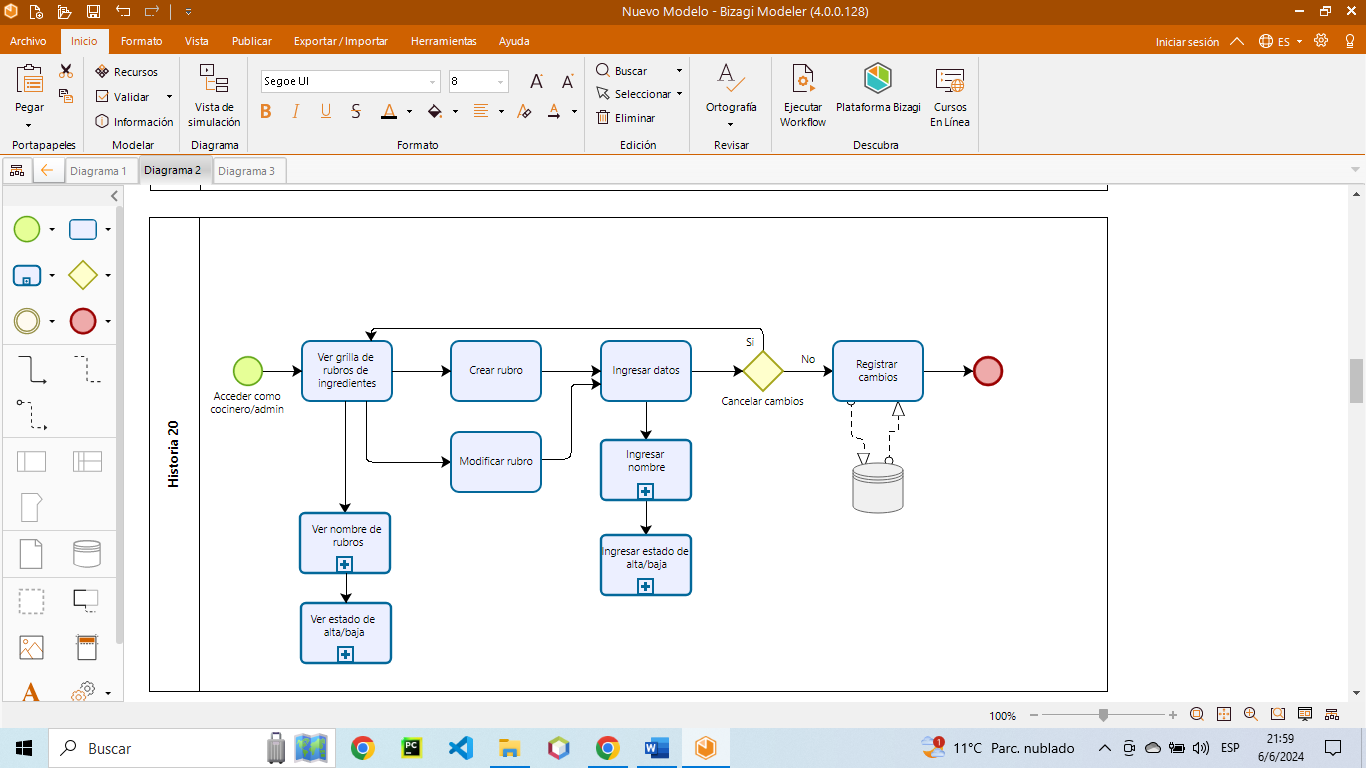 Nuevo Modelo - Bizagi Modeler (4.0.0.128)
Archivo Inicio Formato Vista Publicar Exportar / Importar Herramientas Ayuda Iniciar sesión ES
Pegar
Portapapeles
Recursos
Validar
Información
Modelar
Vista de
simulación
Diagrama
Segoe UI 8
A A
B I U S A A
Formato
Buscar
Seleccionar
Eliminar
Edición
Ortografía
Revisar
Ejecutar
Workflow
Plataforma Bizagi
Cursos
En Línea
Descubra
Diagrama 1 Diagrama 2 Diagrama 3
Historia 20
Acceder como
cocinero/admin
Ver grilla de
rubros de
ingredientes
Crear rubro
Ingresar datos
Si
No
Cancelar cambios
Registrar
cambios
Modificar rubro
Ingresar
nombre
Ver nombre de
rubros
Ingresar estado de
alta/baja
Ver estado de
alta/baja
A
100%
Buscar
PC
1
11°C Parc. nublado
ESP
21:59
6/6/2024